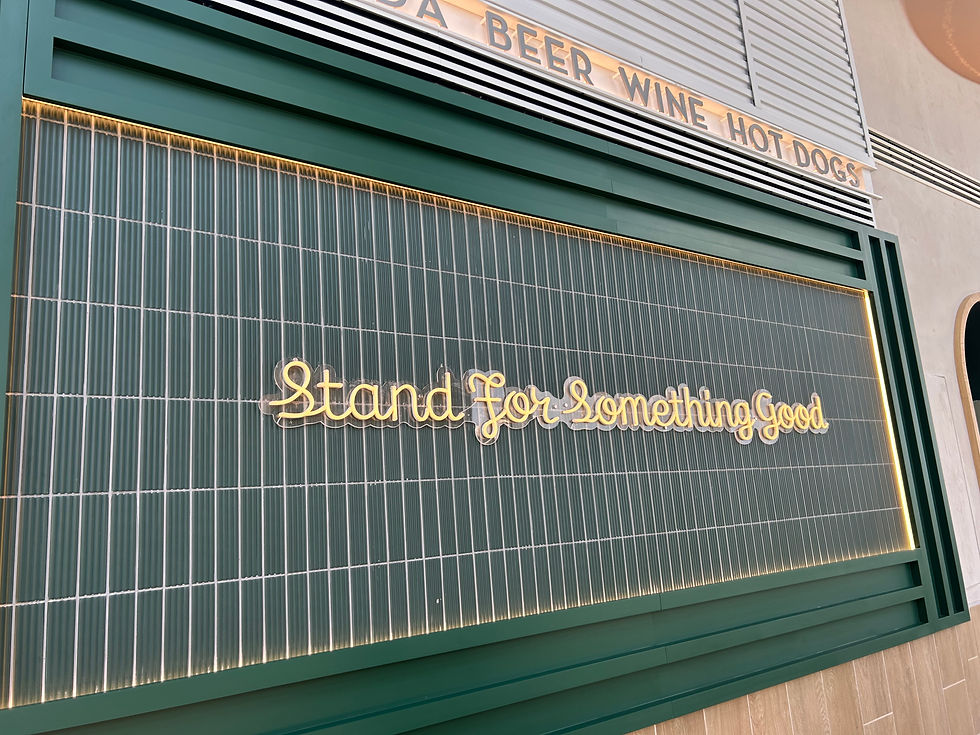 BEER WINE HOT DOGS
Stand For Something Good